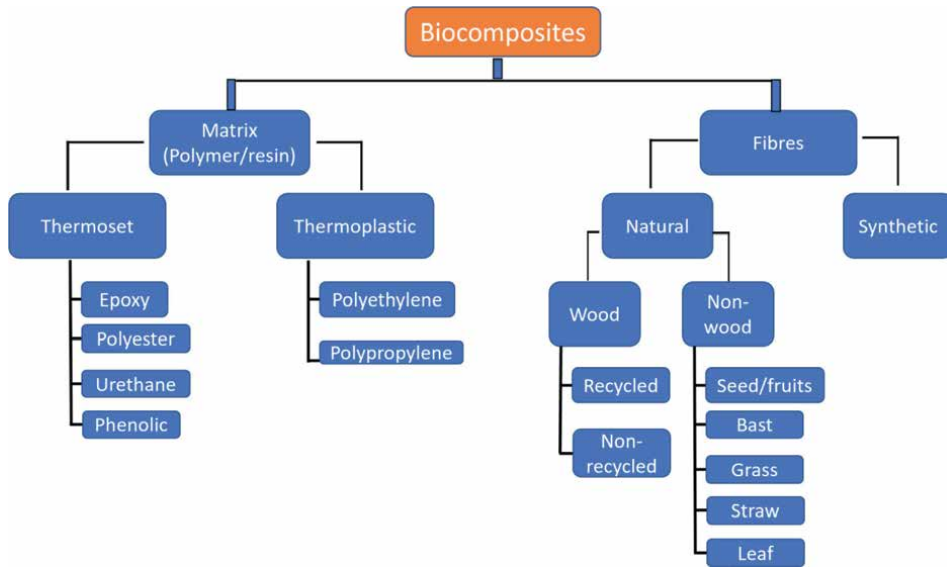 Biocomposites
Matrix
(Polymer/resin)
Fibres
Thermoset
Thermoplastic
Natural
Synthetic
Epoxy
Polyester
Urethane
Phenolic
Polyethylene
Polypropylene
Wood
Non-
wood
Recycled
Non-
recycled
Seed/fruits
Bast
Grass
Straw
Leaf